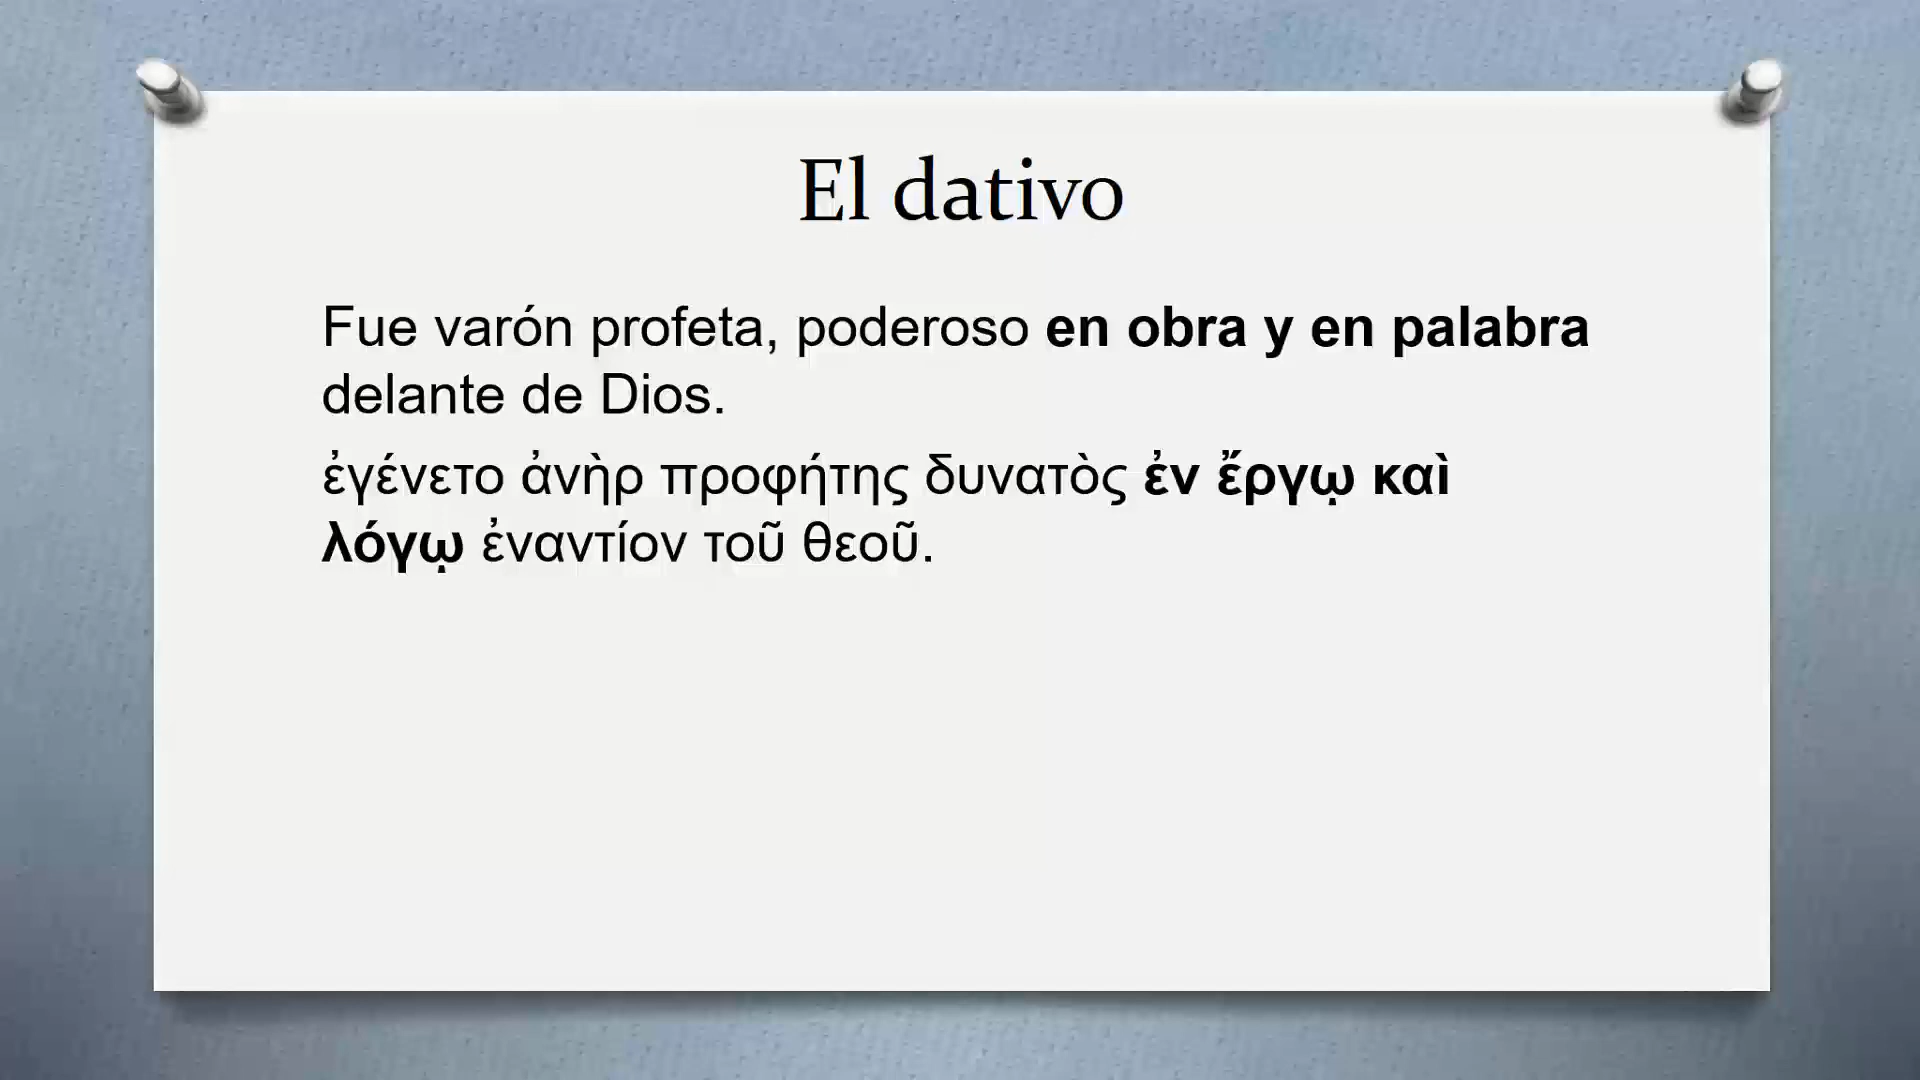 El dativo
Fue varón profeta, poderoso en obra y en palabra
delante de Dios.
ἐγένετο ἀνὴρ προφήτης δυνατὸς ἐν ἔργῳ καὶ
λόγῳ ἐναντίον τοῦ θεοῦ.